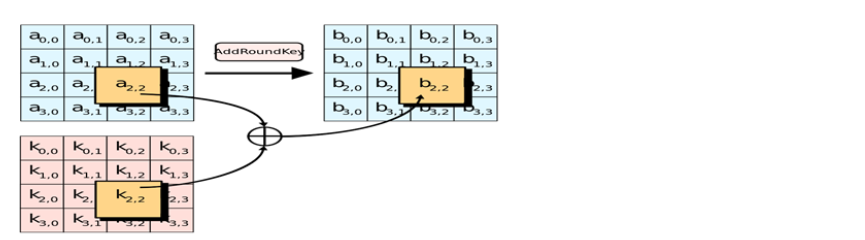 a0,0 a0,1 a0,2 a0,3 AddRoundKey b0,0 b0,1 b0,2 b0,3
a1,0 a1,1 a1,2 a1,3 b1,0 b1,1 b1,2 b1,3
a2,0 a2, a2,2 2,3 b2,0 b2, b2,2 2,3
a3,0 a3,1 a3,2 a3,3 b3,0 b3,1 b3,2 b3,3
k0,0 k0,1 k0,2 k0,3
k1,0 k1,1 k1,2 k1,3
k2,0 k2, k2,2 2,3
k3,0 k3,1 k3,2 k3,3